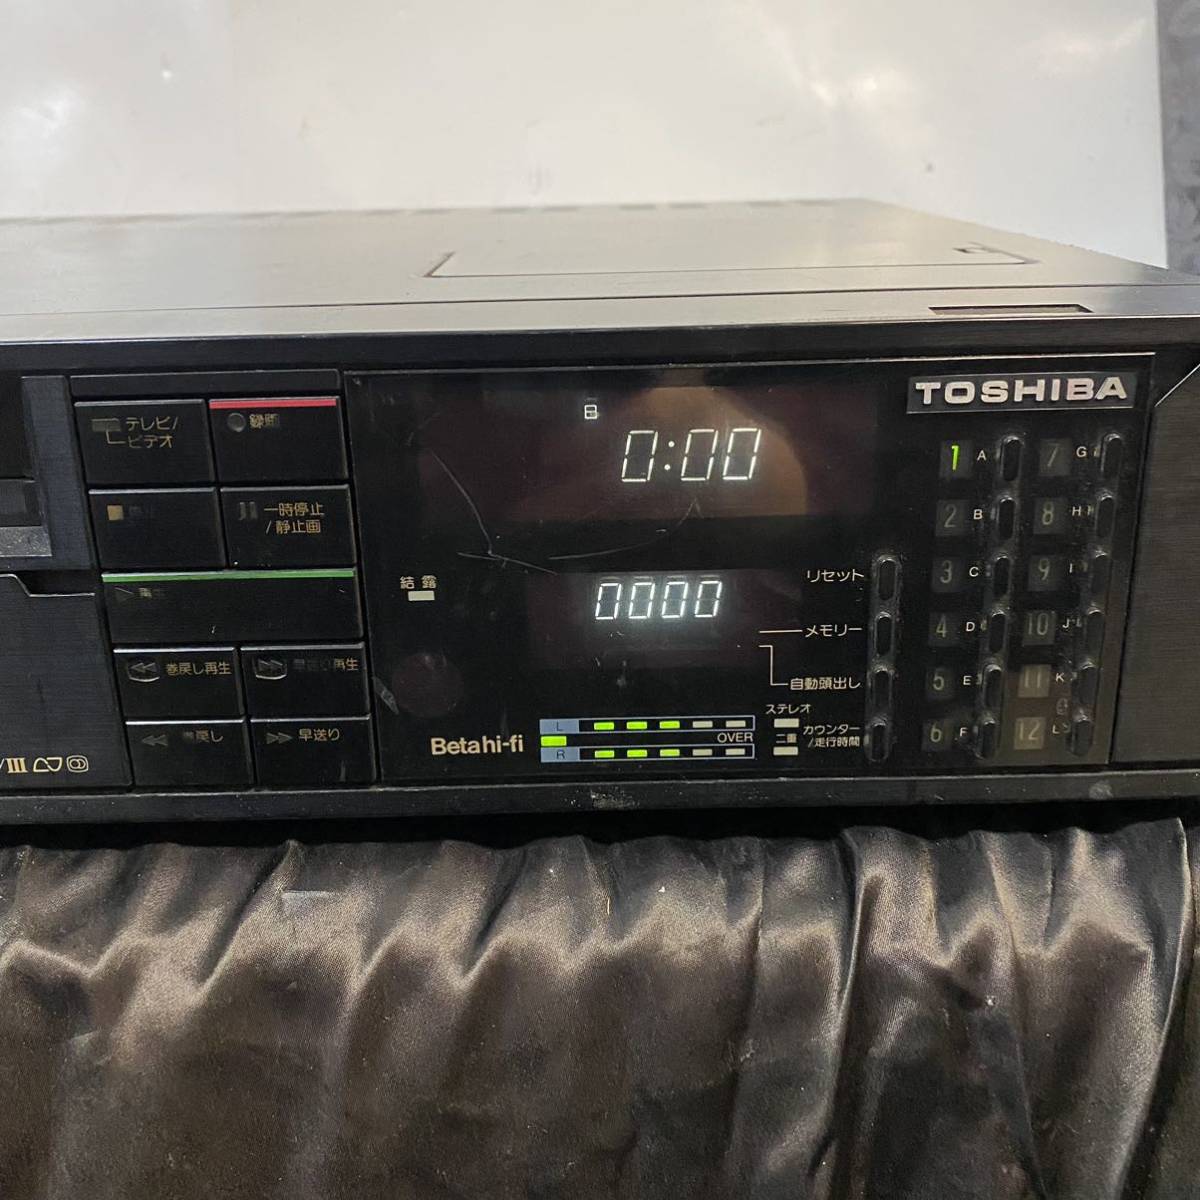 テレビ/
ビデオ
録画
一時停止
/静止画
巻戻し再生
早送り再生
戻し
早送り
/III
B
0:00
結露
0000
リセット
メモリー
自動頭出し
ステレオ
カウンター
/走行時間
二重
Betahi-fi
L
OVER
R
TOSHIBA
1 A 7 G
2 B 8 H
3 C 9 I
4 D 10 J
5 E 11 K
6 F 12 L